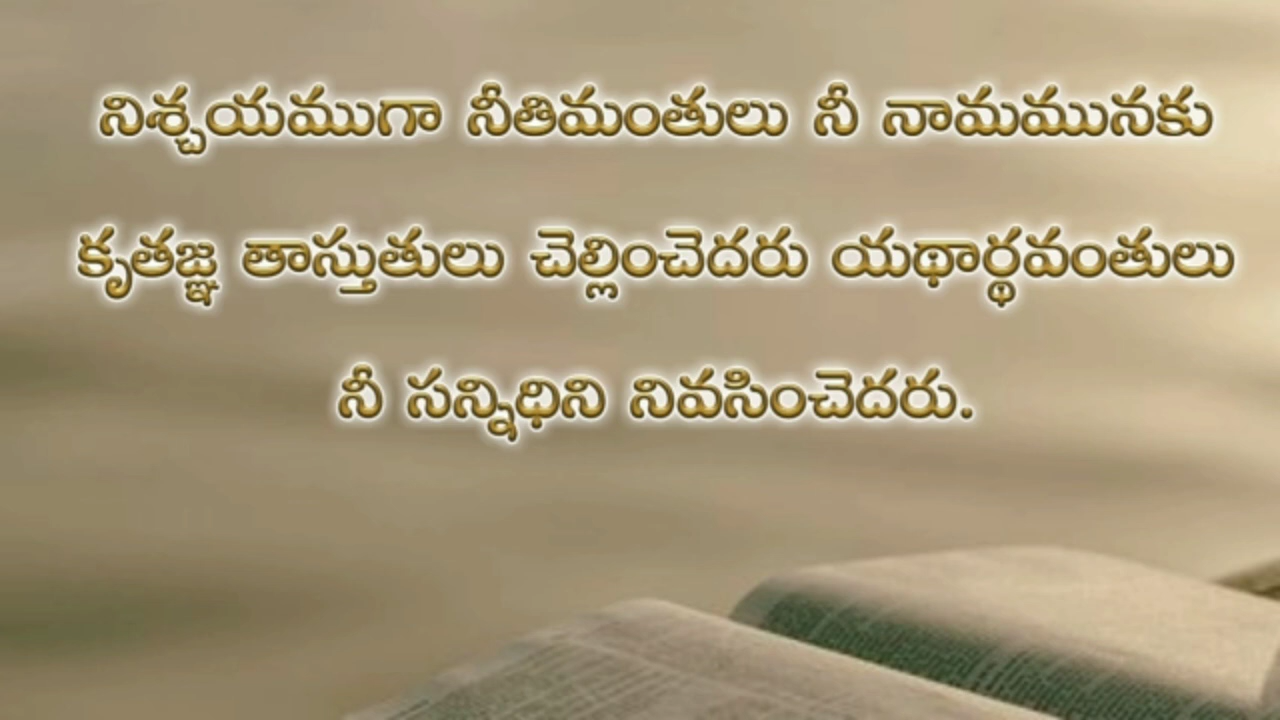 నిశ్చయముగా నీతిమంతులు నీ నామమునకు
కృతజ్ఞ తాస్తుతులు చెల్లించెదరు యథార్థవంతులు
నీ సన్నిధిని నివసించెదరు.